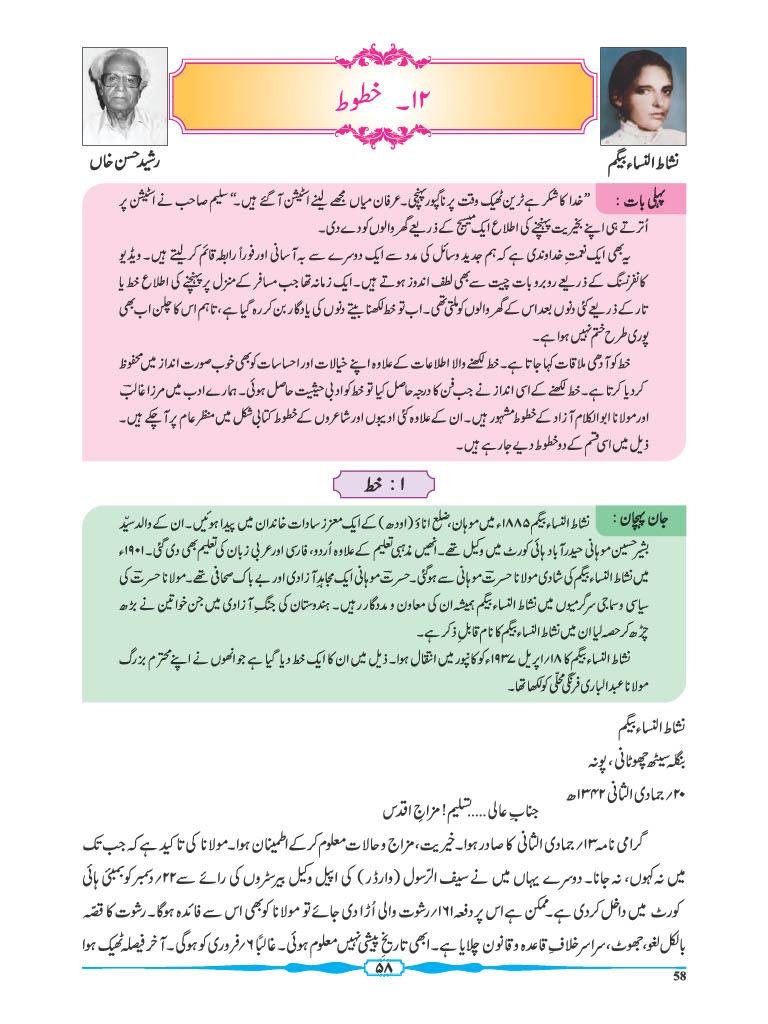 ۱۲۔ خطوط
نشاط النساء بیگم
رشید حسن خاں
پہلی بات : ”خدا کا شکر ہے ٹرین ٹھیک وقت پر ناگپور پہنچی۔ عرفان میاں مجھے لینے اسٹیشن آ گئے ہیں۔“ سلیم صاحب نے اسٹیشن پر
اُترتے ہی اپنے بخیریت پہنچنے کی اطلاع ایک میسج کے ذریعے گھر والوں کو دے دی۔
یہ بھی ایک نعمتِ خداوندی ہے کہ ہم جدید وسائل کی مدد سے ایک دوسرے سے بہ آسانی اور فوراً رابطہ قائم کر لیتے ہیں۔ ویڈیو
کانفرنسنگ کے ذریعے روبرو بات چیت سے بھی لطف اندوز ہوتے ہیں۔ ایک زمانہ تھا جب مسافر کے منزل پر پہنچنے کی اطلاع خط یا
تار کے ذریعے کئی دنوں بعد اس کے گھر والوں کو ملتی تھی۔ اب تو خط لکھنا بیتے دنوں کی یادگار بن کر رہ گیا ہے، تاہم اس کا چلن اب بھی
پوری طرح ختم نہیں ہوا ہے۔
خط کو آدھی ملاقات کہا جاتا ہے۔ خط لکھنے والا اطلاعات کے علاوہ اپنے خیالات اور احساسات کو بھی خوب صورت انداز میں محفوظ
کر دیا کرتا ہے۔ خط لکھنے کے اسی انداز نے جب فن کا درجہ حاصل کیا تو خط کو ادبی حیثیت حاصل ہوئی۔ ہمارے ادب میں مرزا غالبؔ
اور مولانا ابوالکلام آزاد کے خطوط مشہور ہیں۔ ان کے علاوہ کئی ادیبوں اور شاعروں کے خطوط کتابی شکل میں منظرِ عام پر آ چکے ہیں۔
ذیل میں اسی قسم کے دو خطوط دیے جا رہے ہیں۔
۱ : خط
جان پہچان : نشاط النساء بیگم ۱۸۸۵ء میں موہان، ضلع اناؤ (اودھ) کے ایک معزز سادات خاندان میں پیدا ہوئیں۔ ان کے والد سیّد
بشیر حسین موہانی حیدرآباد ہائی کورٹ میں وکیل تھے۔ انھیں مذہبی تعلیم کے علاوہ اُردو، فارسی اور عربی زبان کی تعلیم بھی دی گئی۔ ۱۹۰۱ء
میں نشاط النساء بیگم کی شادی مولانا حسرتؔ موہانی سے ہو گئی۔ حسرتؔ موہانی ایک مجاہدِ آزادی اور بے باک صحافی تھے۔ مولانا حسرتؔ کی
سیاسی و سماجی سرگرمیوں میں نشاط النساء بیگم ہمیشہ ان کی معاون و مددگار رہیں۔ ہندوستان کی جنگِ آزادی میں جن خواتین نے بڑھ
چڑھ کر حصہ لیا ان میں نشاط النساء بیگم کا نام قابلِ ذکر ہے۔
نشاط النساء بیگم کا ۱۸؍اپریل ۱۹۳۷ء کو کانپور میں انتقال ہوا۔ ذیل میں ان کا ایک خط دیا گیا ہے جو انھوں نے اپنے محترم بزرگ
مولانا عبدالباری فرنگی محلّی کو لکھا تھا۔
نشاط النساء بیگم
بنگلہ سیٹھ چھوٹانی، پونہ
۲۰؍ جمادی الثانی ۱۳۴۲ھ
جنابِ عالی ..... تسلیم! مزاجِ اقدس
گرامی نامہ ۱۳؍ جمادی الثانی کا صادر ہوا۔ خیریت، مزاج و حالات معلوم کر کے اطمینان ہوا۔ مولانا کی تاکید ہے کہ جب تک
میں نہ کہوں، نہ جانا۔ دوسرے یہاں میں نے سیف الرّسول (وارڈر) کی اپیل وکیل بیرسٹروں کی رائے سے ۲۲؍دسمبر کو بمبئی ہائی
کورٹ میں داخل کر دی ہے۔ ممکن ہے اس پر دفعہ ۱۶۱؍رشوت والی اُڑا دی جائے تو مولانا کو بھی اس سے فائدہ ہوگا۔ رشوت کا قصّہ
بالکل لغو، جھوٹ، سراسر خلافِ قاعدہ و قانون چلایا ہے۔ ابھی تاریخِ پیشی نہیں معلوم ہوئی۔ غالباً ۶؍فروری کو ہوگی۔ آخر فیصلہ ٹھیک ہوا
۵۸
58